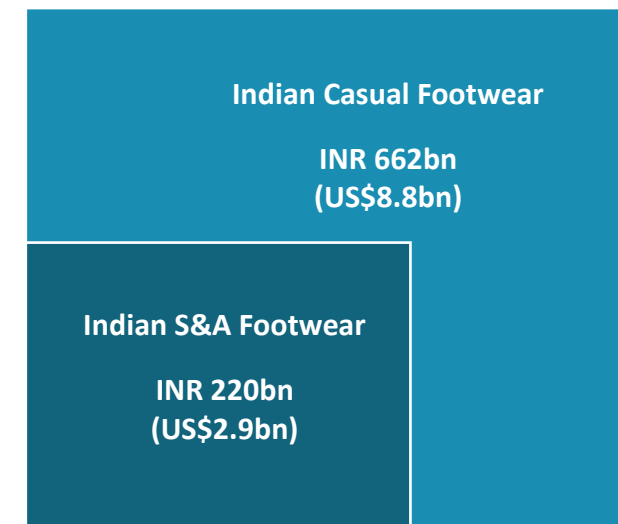 Indian Casual Footwear
INR 662bn
(US$8.8bn)
Indian S&A Footwear
INR 220bn
(US$2.9bn)